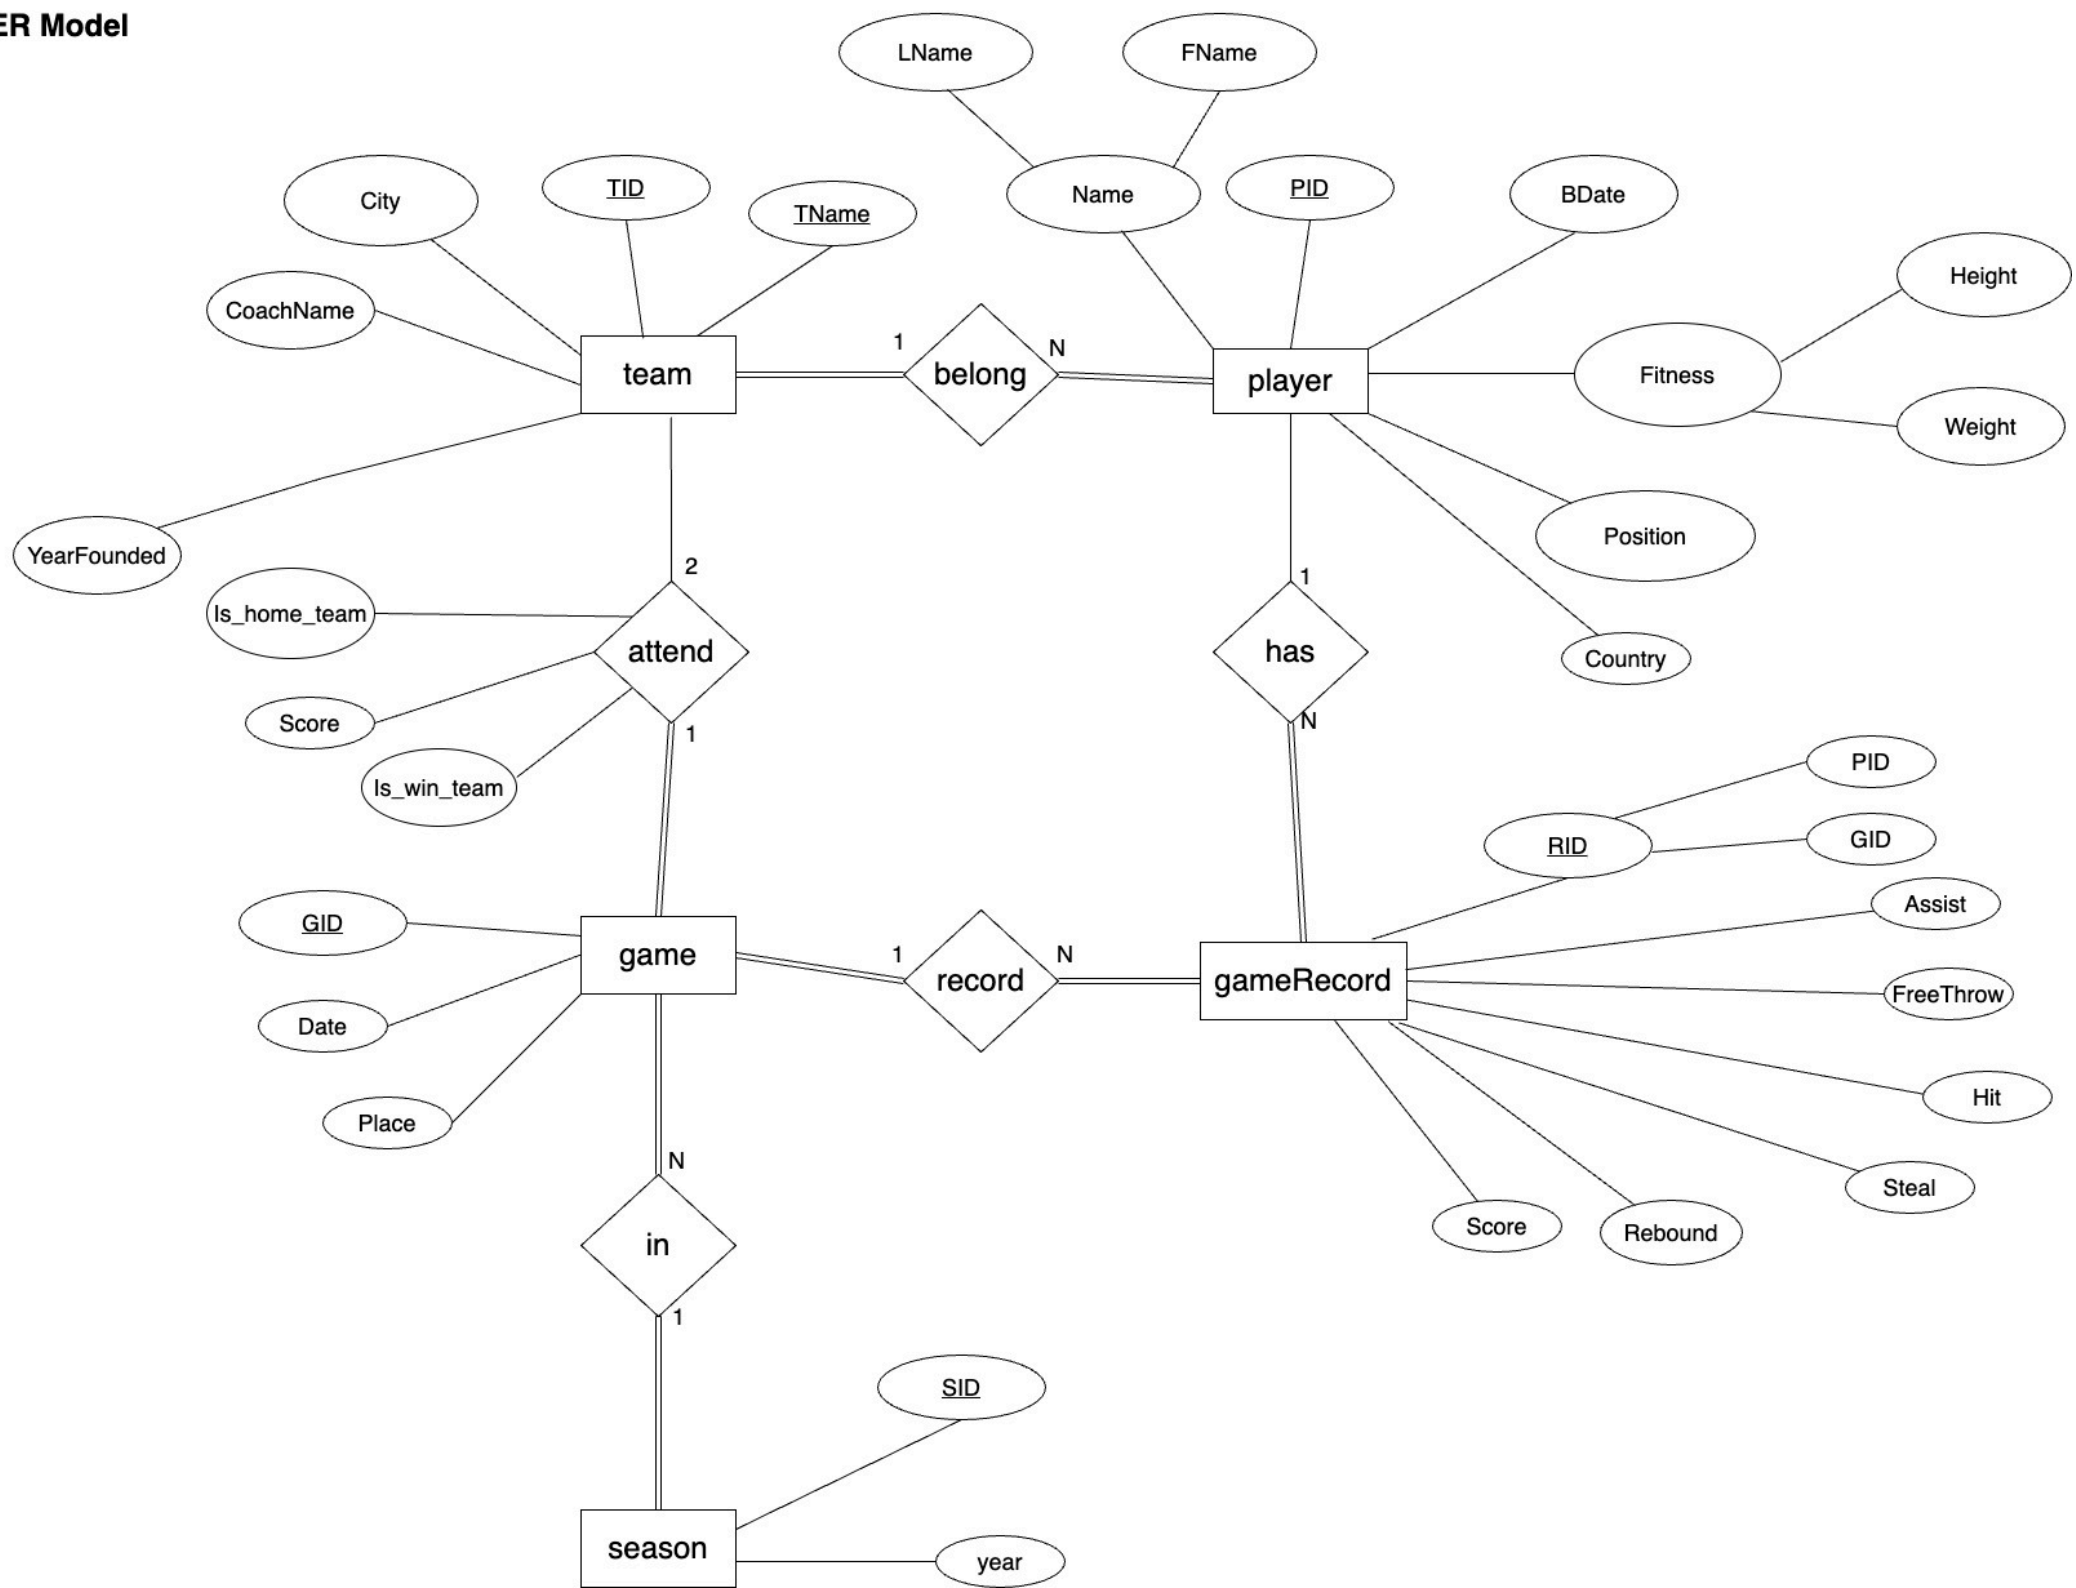 ER Model
LName
FName
City
TID
TName
Name
PID
BDate
CoachName
Height
team
1
belong
N
player
Fitness
Weight
YearFounded
Position
2
1
Is_home_team
attend
has
Country
Score
1
N
Is_win_team
PID
RID
GID
GID
game
1
record
N
gameRecord
Assist
FreeThrow
Date
Hit
Place
N
Steal
in
Score
Rebound
1
SID
season
year